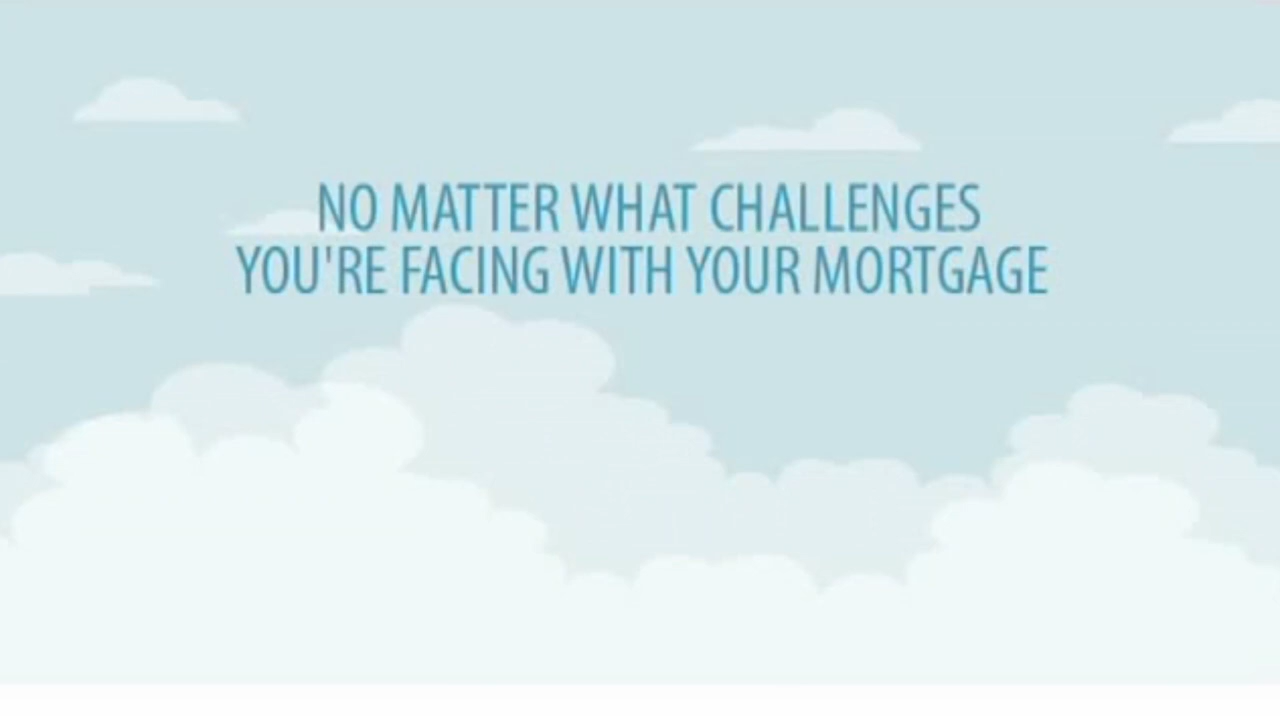 NO MATTER WHAT CHALLENGES
YOU'RE FACING WITH YOUR MORTGAGE